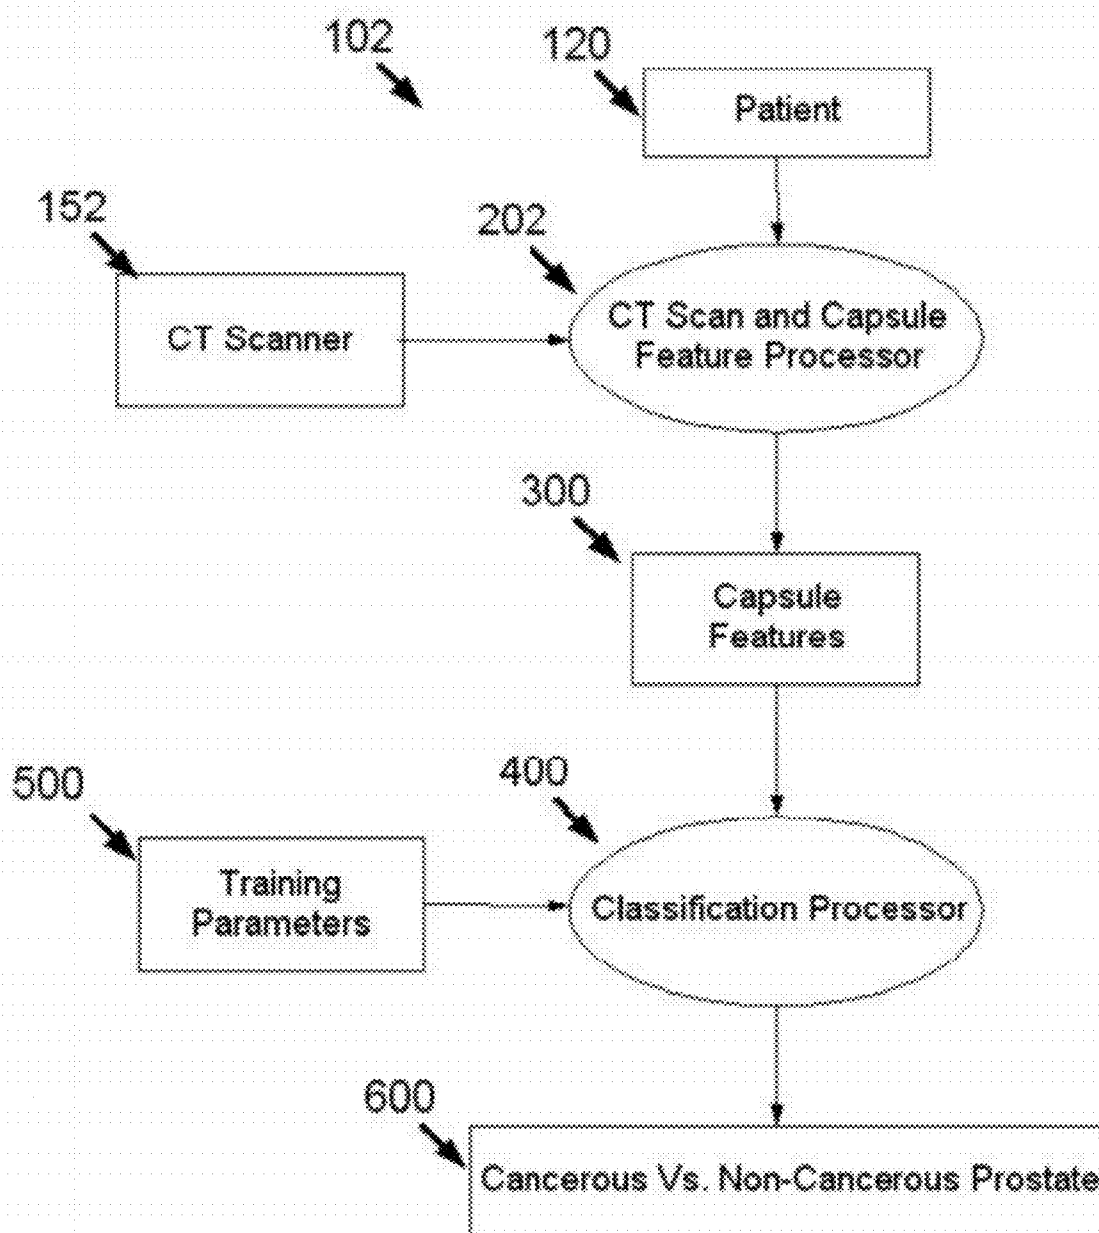 102
120
Patient
152
202
CT Scanner
CT Scan and Capsule
Feature Processor
300
Capsule
Features
500
400
Training
Parameters
Classification Processor
600
Cancerous Vs. Non-Cancerous Prostate